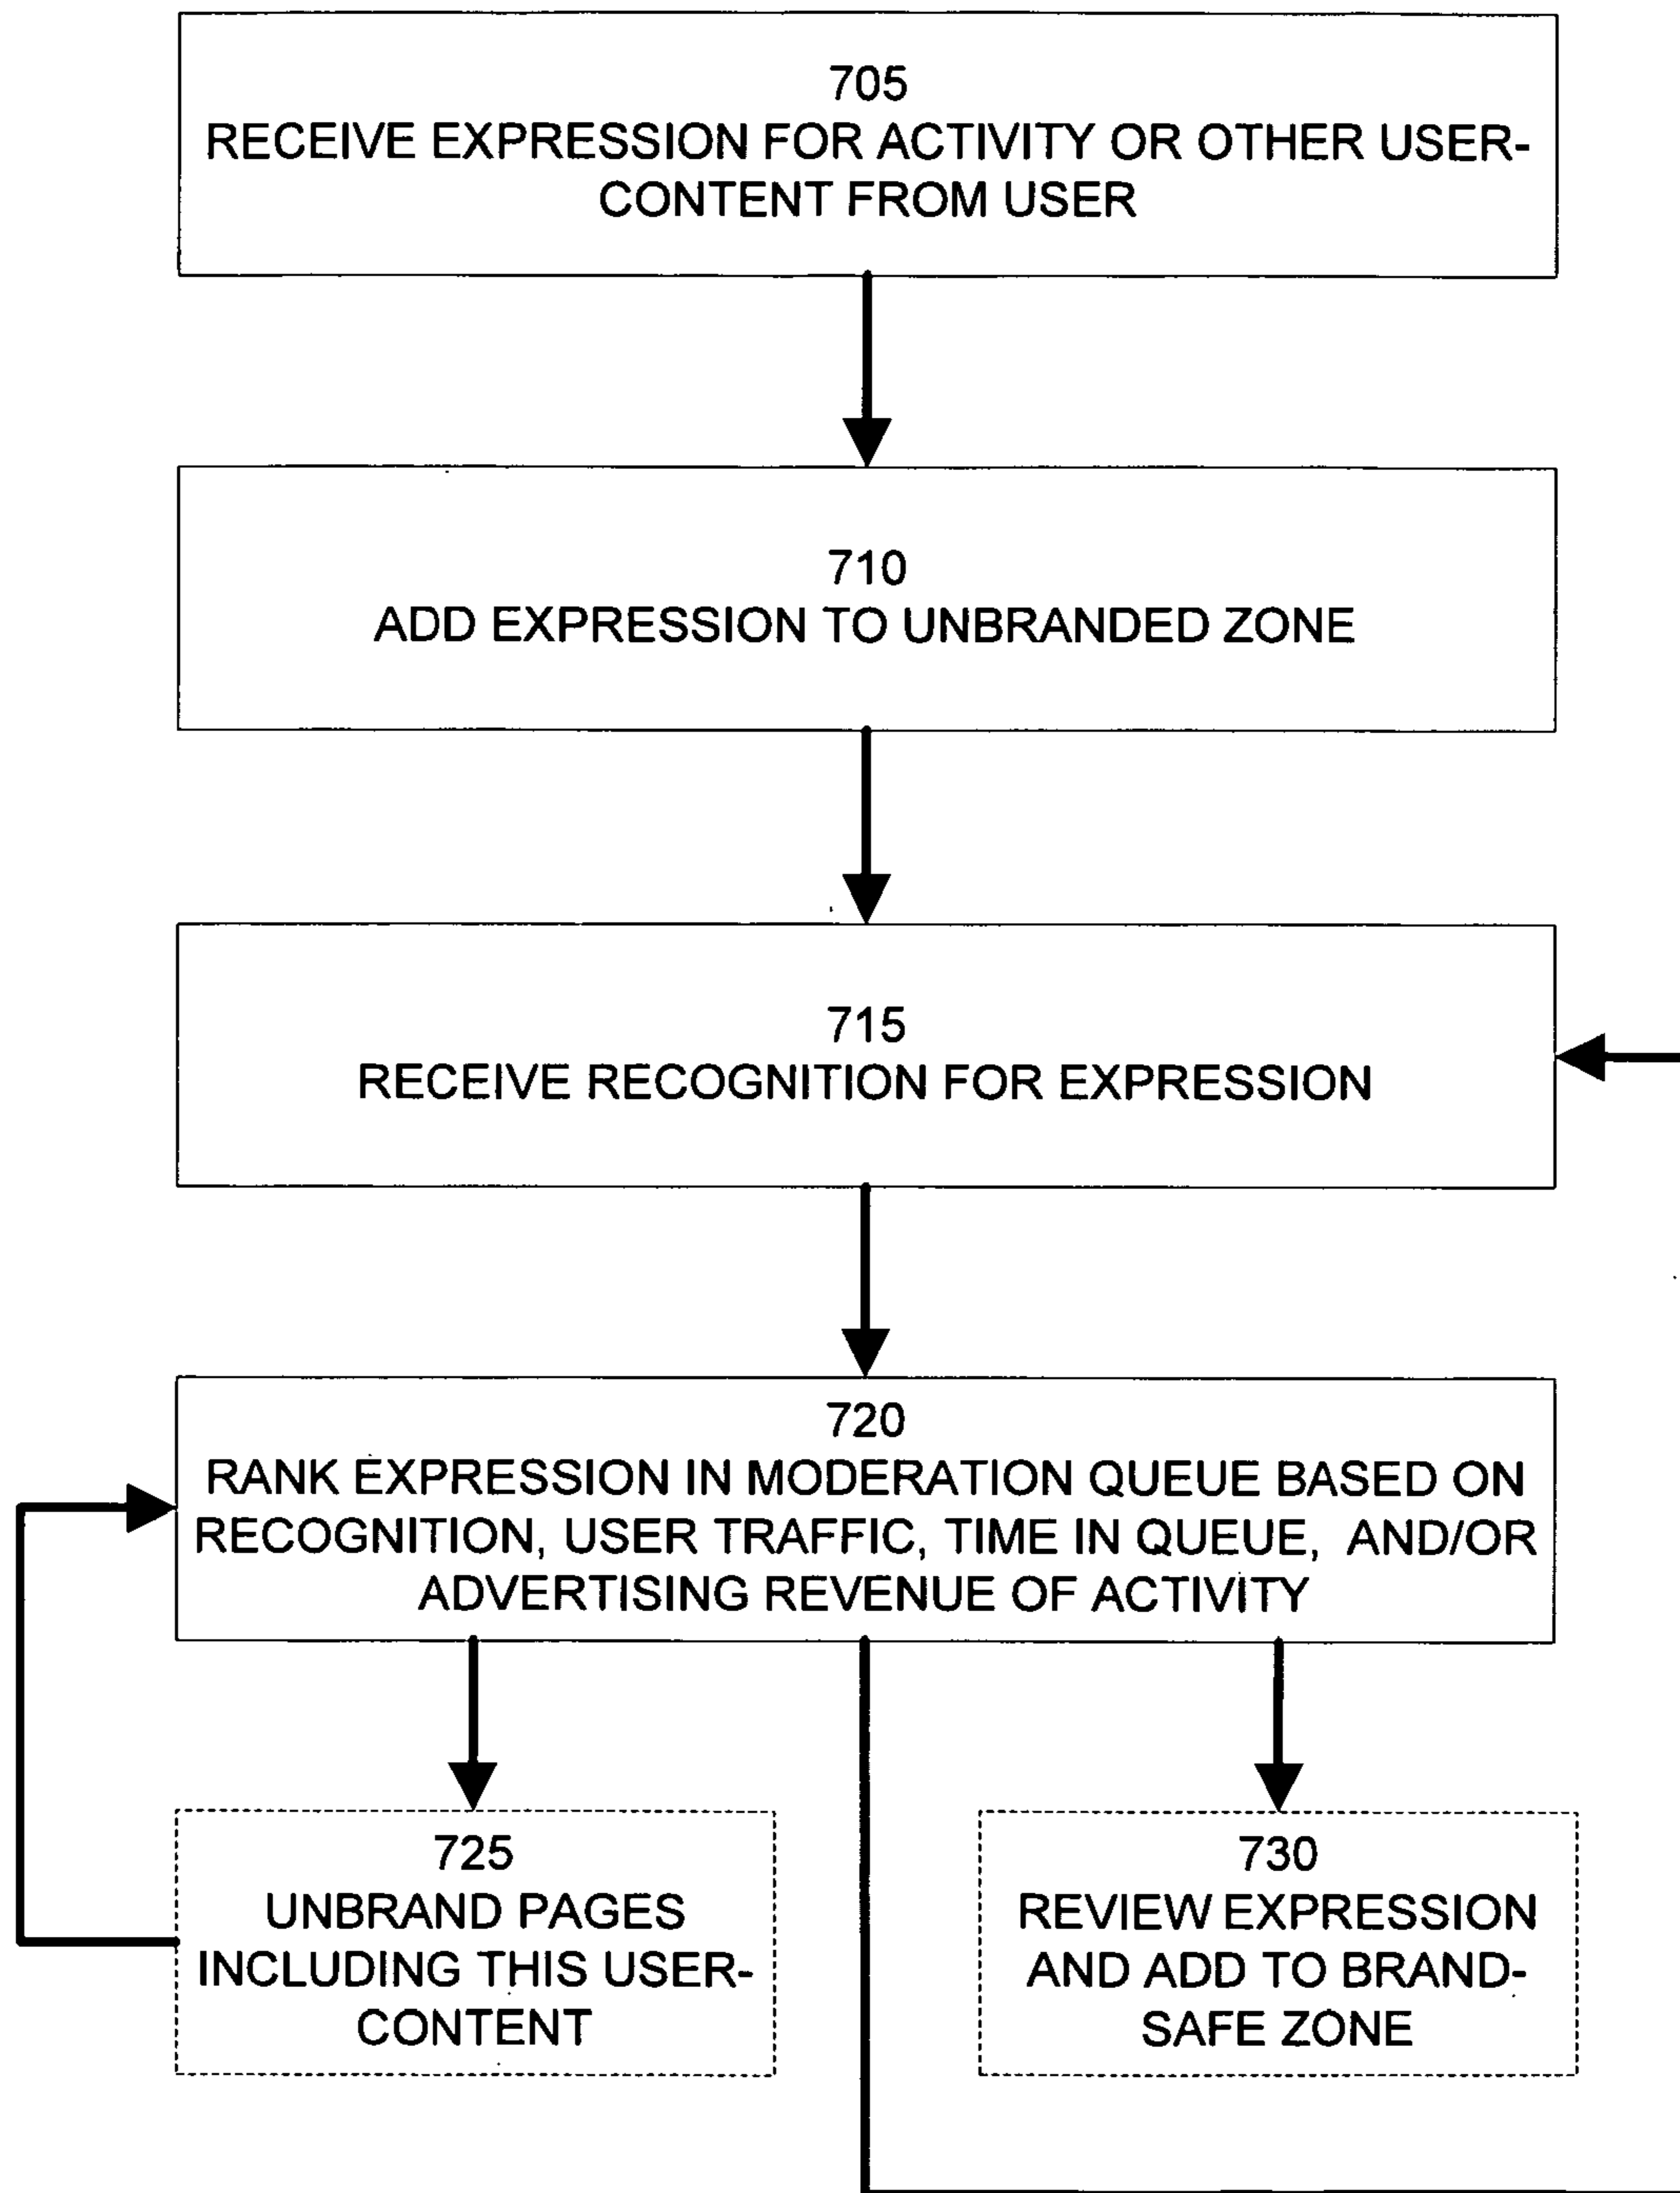 705
RECEIVE EXPRESSION FOR ACTIVITY OR OTHER USER-
CONTENT FROM USER
710
ADD EXPRESSION TO UNBRANDED ZONE
715
RECEIVE RECOGNITION FOR EXPRESSION
720
RANK EXPRESSION IN MODERATION QUEUE BASED ON
RECOGNITION, USER TRAFFIC, TIME IN QUEUE, AND/OR
ADVERTISING REVENUE OF ACTIVITY
725
UNBRAND PAGES
INCLUDING THIS USER-
CONTENT
730
REVIEW EXPRESSION
AND ADD TO BRAND-
SAFE ZONE